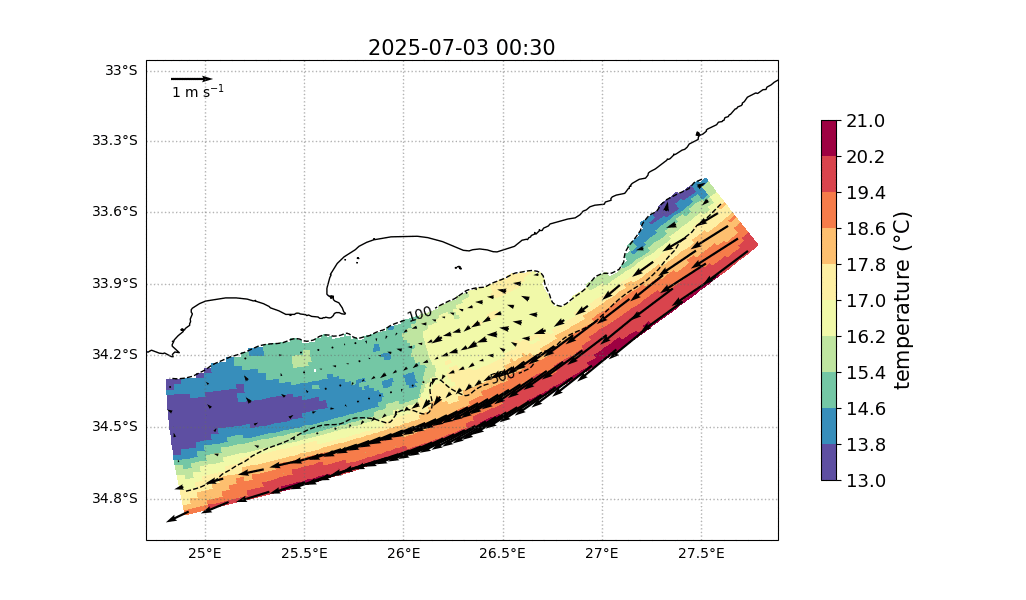 2025-07-03 00:30
1 m s⁻¹
33°S
33.3°S
33.6°S
33.9°S
34.2°S
34.5°S
34.8°S
100
500
25°E
25.5°E
26°E
26.5°E
27°E
27.5°E
21.0
20.2
19.4
18.6
17.8
17.0
16.2
15.4
14.6
13.8
13.0
temperature (°C)